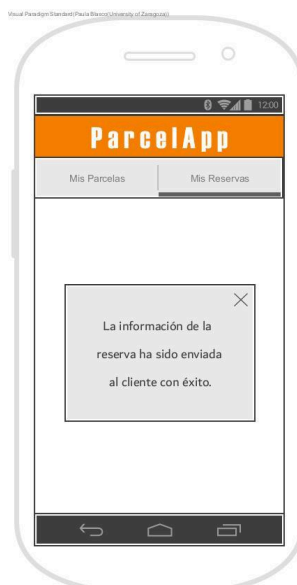 Visual Paradigm Standard(Paula Blasco(University of Zaragoza))
12:00
ParcelApp
Mis Parcelas
Mis Reservas
La información de la
reserva ha sido enviada
al cliente con éxito.